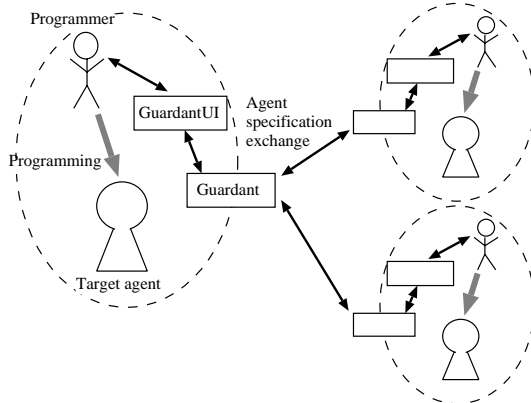 Programmer
GuardantUI
Agent
specification
exchange
Programming
Guardant
Target agent